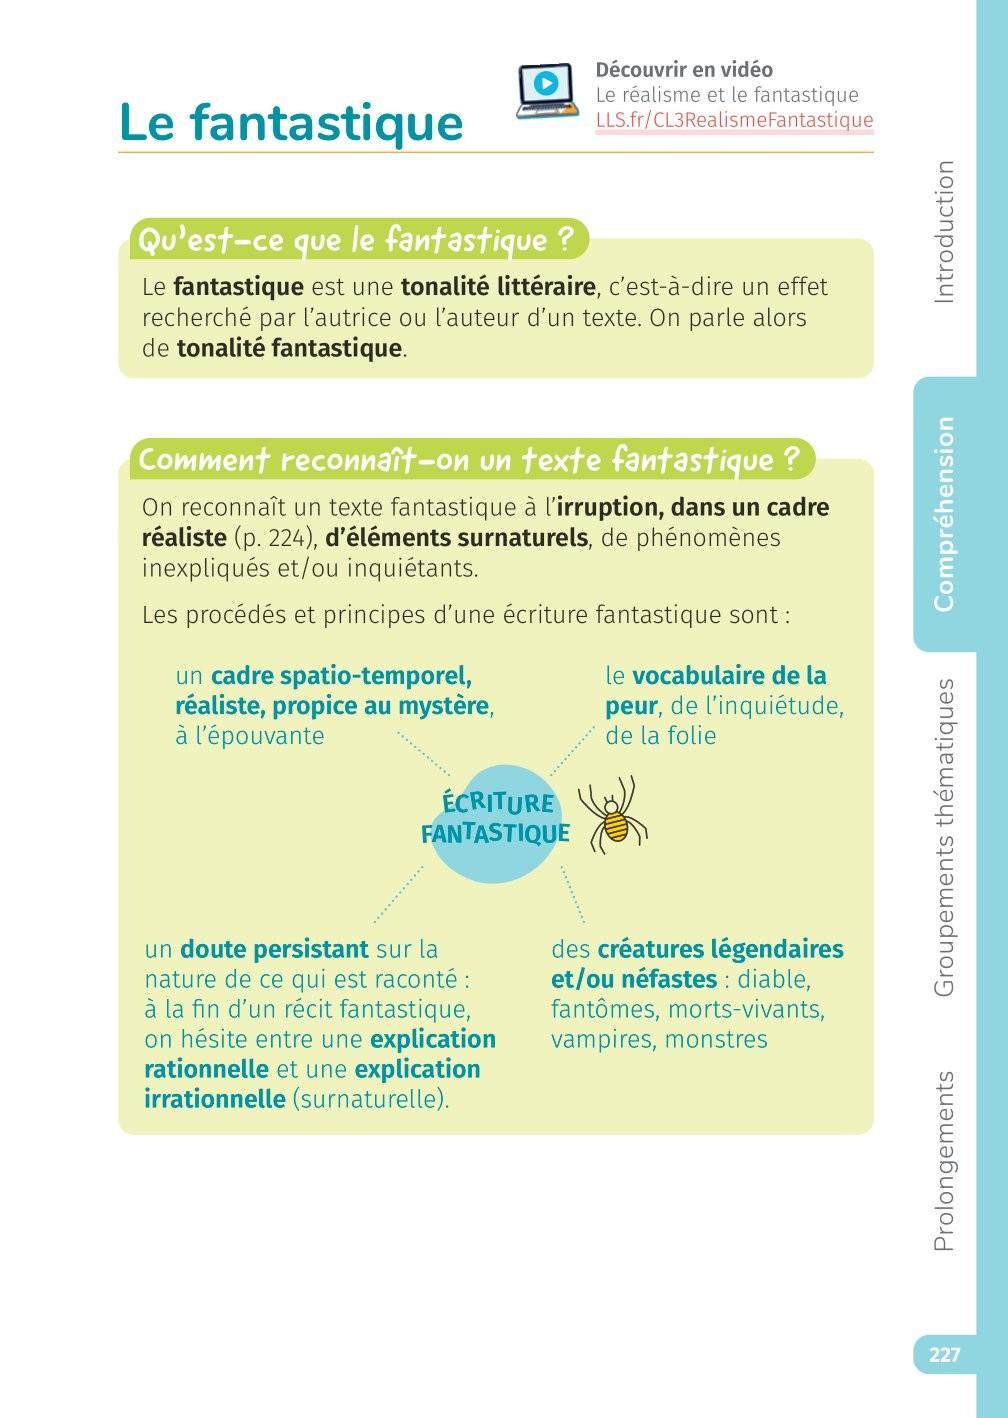 Découvrir en vidéo
Le réalisme et le fantastique
LLS.fr/CL3RealismeFantastique
Le fantastique
Qu'est-ce que le fantastique ?
Le fantastique est une tonalité littéraire, c'est-à-dire un effet
recherché par l'autrice ou l'auteur d'un texte. On parle alors
de tonalité fantastique.
Comment reconnaît-on un texte fantastique ?
On reconnaît un texte fantastique à l'irruption, dans un cadre
réaliste (p. 224), d'éléments surnaturels, de phénomènes
inexpliqués et/ou inquiétants.
Les procédés et principes d'une écriture fantastique sont :
un cadre spatio-temporel,
réaliste, propice au mystère,
à l'épouvante
le vocabulaire de la
peur, de l'inquiétude,
de la folie
ÉCRITURE
FANTASTIQUE
un doute persistant sur la
nature de ce qui est raconté :
à la fin d'un récit fantastique,
on hésite entre une explication
rationnelle et une explication
irrationnelle (surnaturelle).
des créatures légendaires
et/ou néfastes : diable,
fantômes, morts-vivants,
vampires, monstres
Introduction
Compréhension
Groupements thématiques
Prolongements
227